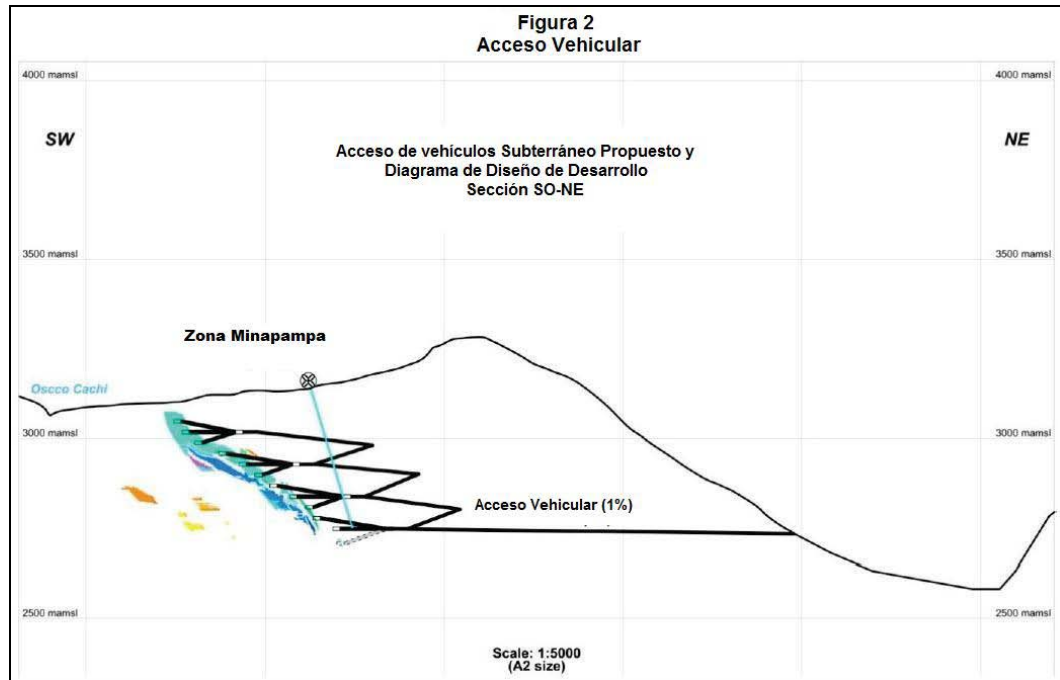 Figura 2
Acceso Vehicular
4000 mamsl
4000 mamsl
SW
NE
Acceso de vehículos Subterráneo Propuesto y
Diagrama de Diseño de Desarrollo
Sección SO-NE
3500 mamsl
3500 mamsl
Zona Minapampa
Oscco Cachi
3000 mamsl
3000 mamsl
Acceso Vehicular (1%)
2500 mamsl
2500 mamsl
Scale: 1:5000
(A2 size)